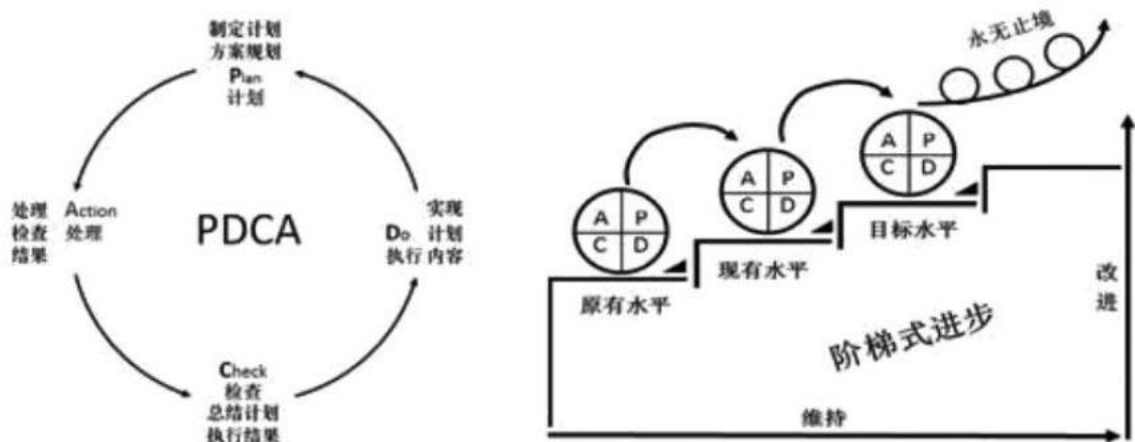 制定计划
方案规划
Plan
计划
处理
检查
结果
Action
处理
PDCA
Do
执行
实现
计划
内容
Check
检查
总结计划
执行结果
永无止境
A P
C D
A P
C D
A P
C D
原有水平
现有水平
目标水平
改进
阶梯式进步
维持